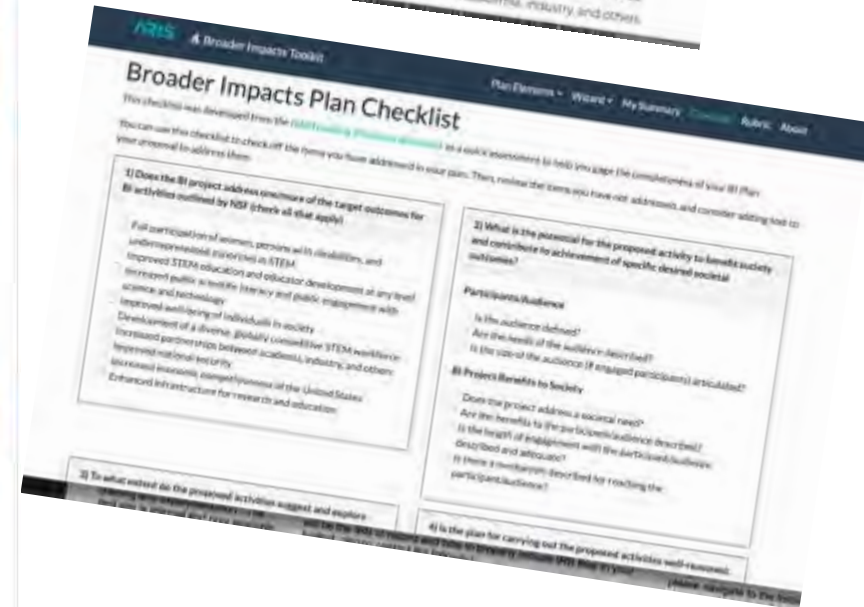 industry and others
ARIS
Broader Impacts Toolkit
Plan Elements
Wizard
My Summary
Checklist
Rubric
About
Broader Impacts Plan Checklist
This checklist was developed from the
as a quick assessment to help you gage the completeness of your BI Plan.
You can use this checklist to check off the items you have addressed in your plan. Then, review the items you have not addressed, and consider adding text to
your proposal to address them.
1) Does the BI project address one/more of the target outcomes for
BI activities outlined by NSF (check all that apply)
Full participation of women, persons with disabilities, and
underrepresented minorities in STEM
Improved STEM education and educator development at any level
Increased public scientific literacy and public engagement with
science and technology
Improved well-being of individuals in society
Development of a diverse, globally competitive STEM workforce
Increased partnerships between academia, industry, and others
Improved national security
Increased economic competitiveness of the United States
Enhanced infrastructure for research and education
2) What is the potential for the proposed activity to benefit society
and contribute to achievement of specific desired societal
outcomes?
Participants/Audience
Is the audience defined?
Are the needs of the audience described?
Is the size of the audience (# engaged participants) articulated?
BI Project Benefits to Society
Does the project address a societal need?
Are the benefits to the participants/audience described?
Is the length of engagement with the participant/audience
described and adequate?
Is there a mechanism described for reaching the
participant/audience?
3) To what extent do the proposed activities suggest and explore
4) Is the plan for carrying out the proposed activities well-reasoned,
please navigate to the